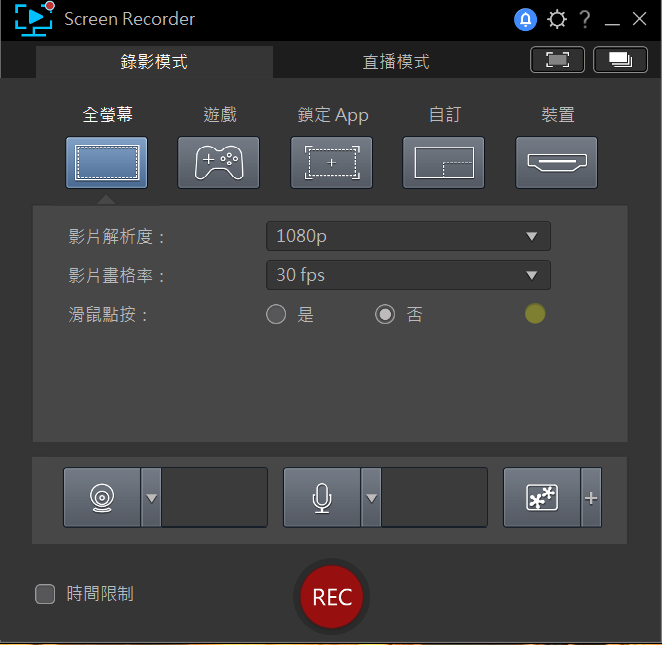 Screen Recorder
?
錄影模式 直播模式
全螢幕 遊戲 鎖定 App 自訂 裝置
影片解析度： 1080p
影片畫格率： 30 fps
滑鼠點按： 是 否
時間限制 REC